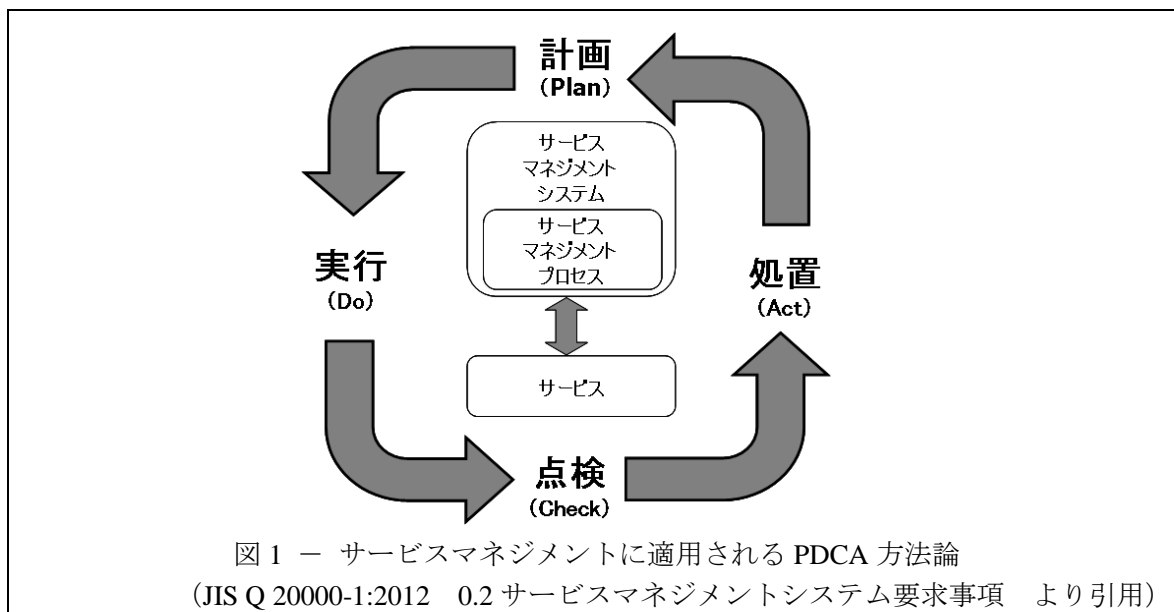 計画
(Plan)
サービス
マネジメント
システム
サービス
マネジメント
プロセス
実行
(Do)
処置
(Act)
サービス
点検
(Check)
図 1 － サービスマネジメントに適用される PDCA 方法論
（JIS Q 20000-1:2012　0.2 サービスマネジメントシステム要求事項　より引用）